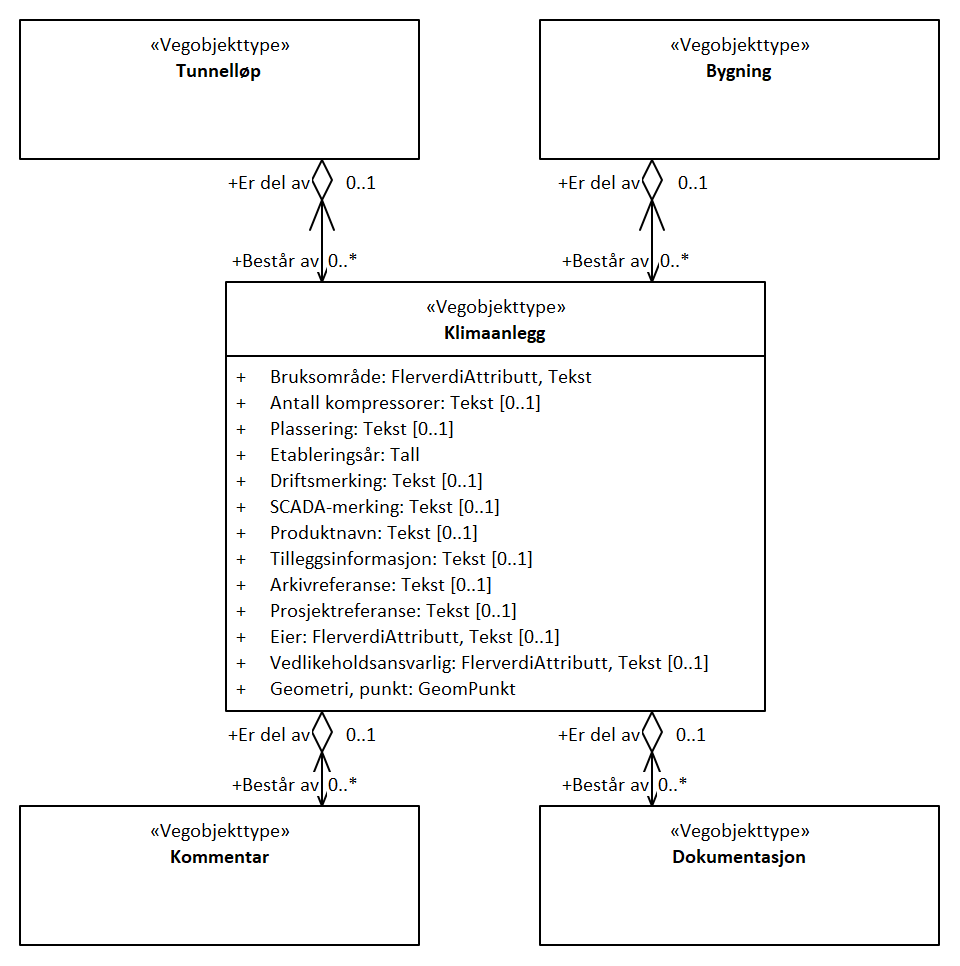 «Vegobjekttype»
Tunnelløp
«Vegobjekttype»
Bygning
+Er del av 0..1
+Er del av 0..1
+Består av 0..*
+Består av 0..*
«Vegobjekttype»
Klimaanlegg
+ Bruksområde: FlerverdiAttributt, Tekst
+ Antall kompressorer: Tekst [0..1]
+ Plassering: Tekst [0..1]
+ Etableringsår: Tall
+ Driftsmerking: Tekst [0..1]
+ SCADA-merking: Tekst [0..1]
+ Produktnavn: Tekst [0..1]
+ Tilleggsinformasjon: Tekst [0..1]
+ Arkivreferanse: Tekst [0..1]
+ Prosjektreferanse: Tekst [0..1]
+ Eier: FlerverdiAttributt, Tekst [0..1]
+ Vedlikeholdsansvarlig: FlerverdiAttributt, Tekst [0..1]
+ Geometri, punkt: GeomPunkt
+Er del av 0..1
+Er del av 0..1
+Består av 0..*
+Består av 0..*
«Vegobjekttype»
Kommentar
«Vegobjekttype»
Dokumentasjon